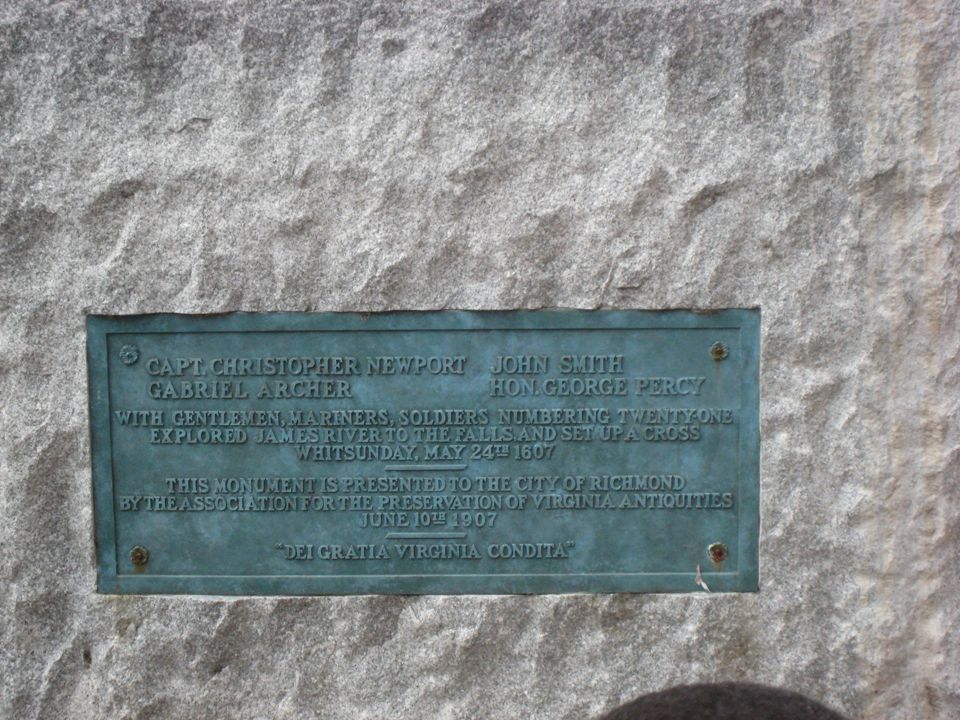 CAPT. CHRISTOPHER NEWPORT JOHN SMITH
GABRIEL ARCHER HON. GEORGE PERCY
WITH GENTLEMEN, MARINERS, SOLDIERS NUMBERING TWENTY-ONE
EXPLORED JAMES RIVER TO THE FALLS AND SET UP A CROSS
WHITSUNDAY, MAY 24TH 1607
THIS MONUMENT IS PRESENTED TO THE CITY OF RICHMOND
BY THE ASSOCIATION FOR THE PRESERVATION OF VIRGINIA ANTIQUITIES
JUNE 10TH 1907
"DEI GRATIA VIRGINIA CONDITA"